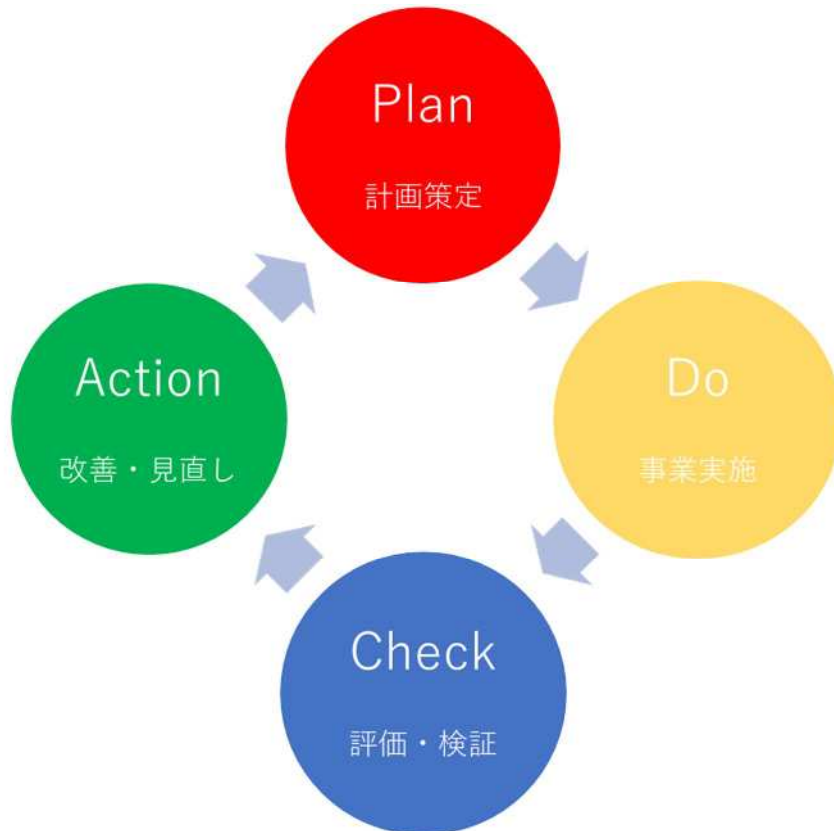 Plan
計画策定
Do
事業実施
Check
評価・検証
Action
改善・見直し